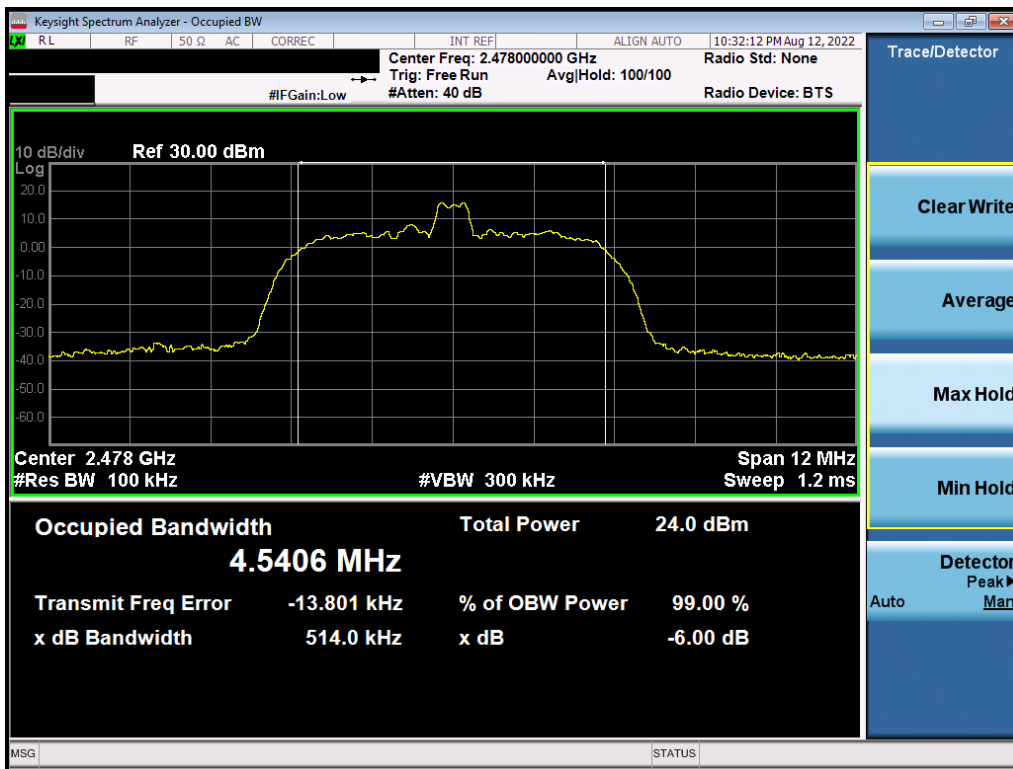 Keysight Spectrum Analyzer - Occupied BW
LXI RL RF 50 Ω AC CORREC INT REF ALIGN AUTO 10:32:12 PM Aug 12, 2022
Center Freq: 2.478000000 GHz Radio Std: None
Trig: Free Run Avg|Hold: 100/100
#IFGain:Low #Atten: 40 dB Radio Device: BTS
10 dB/div Ref 30.00 dBm
Log
20.0
10.0
0.00
-10.0
-20.0
-30.0
-40.0
-50.0
-60.0
Center 2.478 GHz Span 12 MHz
#Res BW 100 kHz #VBW 300 kHz Sweep 1.2 ms
Occupied Bandwidth Total Power 24.0 dBm
4.5406 MHz
Transmit Freq Error -13.801 kHz % of OBW Power 99.00 %
x dB Bandwidth 514.0 kHz x dB -6.00 dB
MSG STATUS
Trace/Detector
Clear Write
Average
Max Hold
Min Hold
Detector
Peak
Auto Man